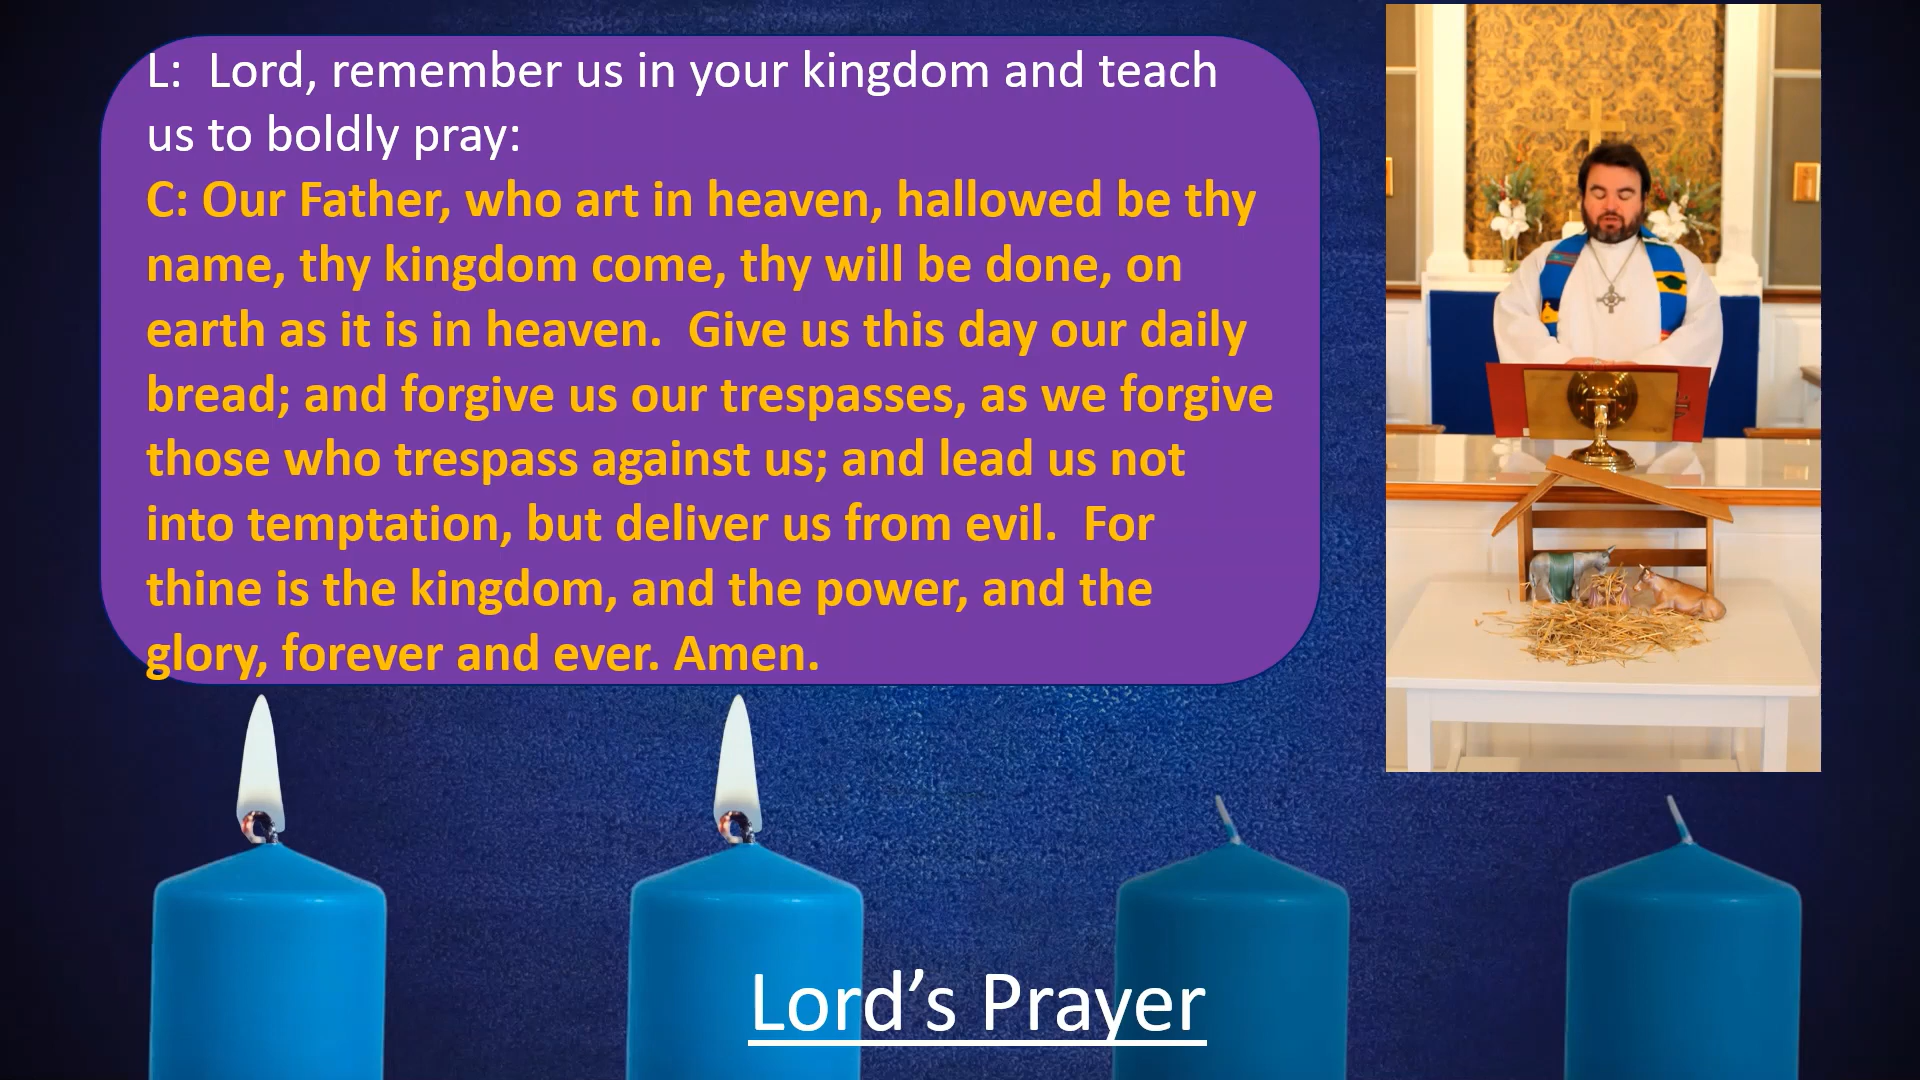 L:  Lord, remember us in your kingdom and teach
us to boldly pray:
C: Our Father, who art in heaven, hallowed be thy
name, thy kingdom come, thy will be done, on
earth as it is in heaven.  Give us this day our daily
bread; and forgive us our trespasses, as we forgive
those who trespass against us; and lead us not
into temptation, but deliver us from evil.  For
thine is the kingdom, and the power, and the
glory, forever and ever. Amen.
Lord’s Prayer